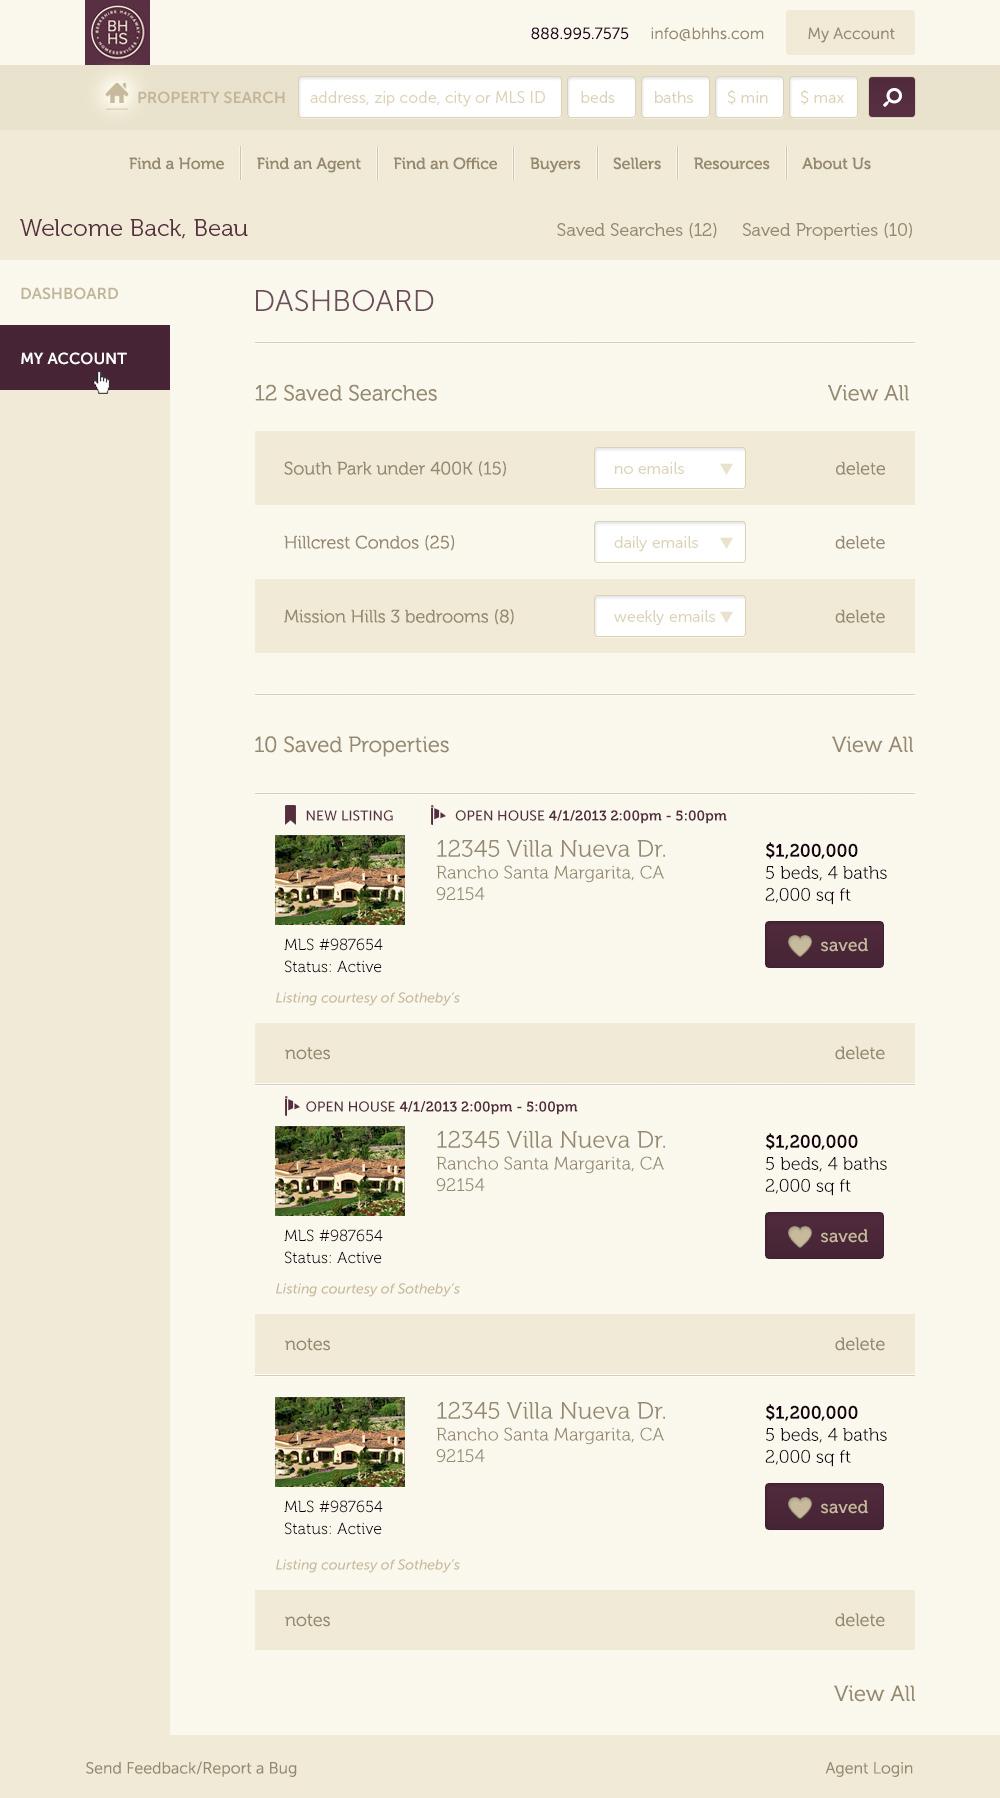 BERKSHIRE HATHAWAY
BH
HS
HOMESERVICES
888.995.7575 info@bhhs.com My Account
PROPERTY SEARCH address, zip code, city or MLS ID beds baths $ min $ max
Find a Home Find an Agent Find an Office Buyers Sellers Resources About Us
Welcome Back, Beau Saved Searches (12) Saved Properties (10)
DASHBOARD
MY ACCOUNT
DASHBOARD
12 Saved Searches View All
South Park under 400K (15) no emails delete
Hillcrest Condos (25) daily emails delete
Mission Hills 3 bedrooms (8) weekly emails delete
10 Saved Properties View All
NEW LISTING OPEN HOUSE 4/1/2013 2:00pm - 5:00pm
12345 Villa Nueva Dr.
Rancho Santa Margarita, CA
92154
$1,200,000
5 beds, 4 baths
2,000 sq ft
saved
MLS #987654
Status: Active
Listing courtesy of Sotheby's
notes delete
OPEN HOUSE 4/1/2013 2:00pm - 5:00pm
12345 Villa Nueva Dr.
Rancho Santa Margarita, CA
92154
$1,200,000
5 beds, 4 baths
2,000 sq ft
saved
MLS #987654
Status: Active
Listing courtesy of Sotheby's
notes delete
12345 Villa Nueva Dr.
Rancho Santa Margarita, CA
92154
$1,200,000
5 beds, 4 baths
2,000 sq ft
saved
MLS #987654
Status: Active
Listing courtesy of Sotheby's
notes delete
View All
Send Feedback/Report a Bug Agent Login